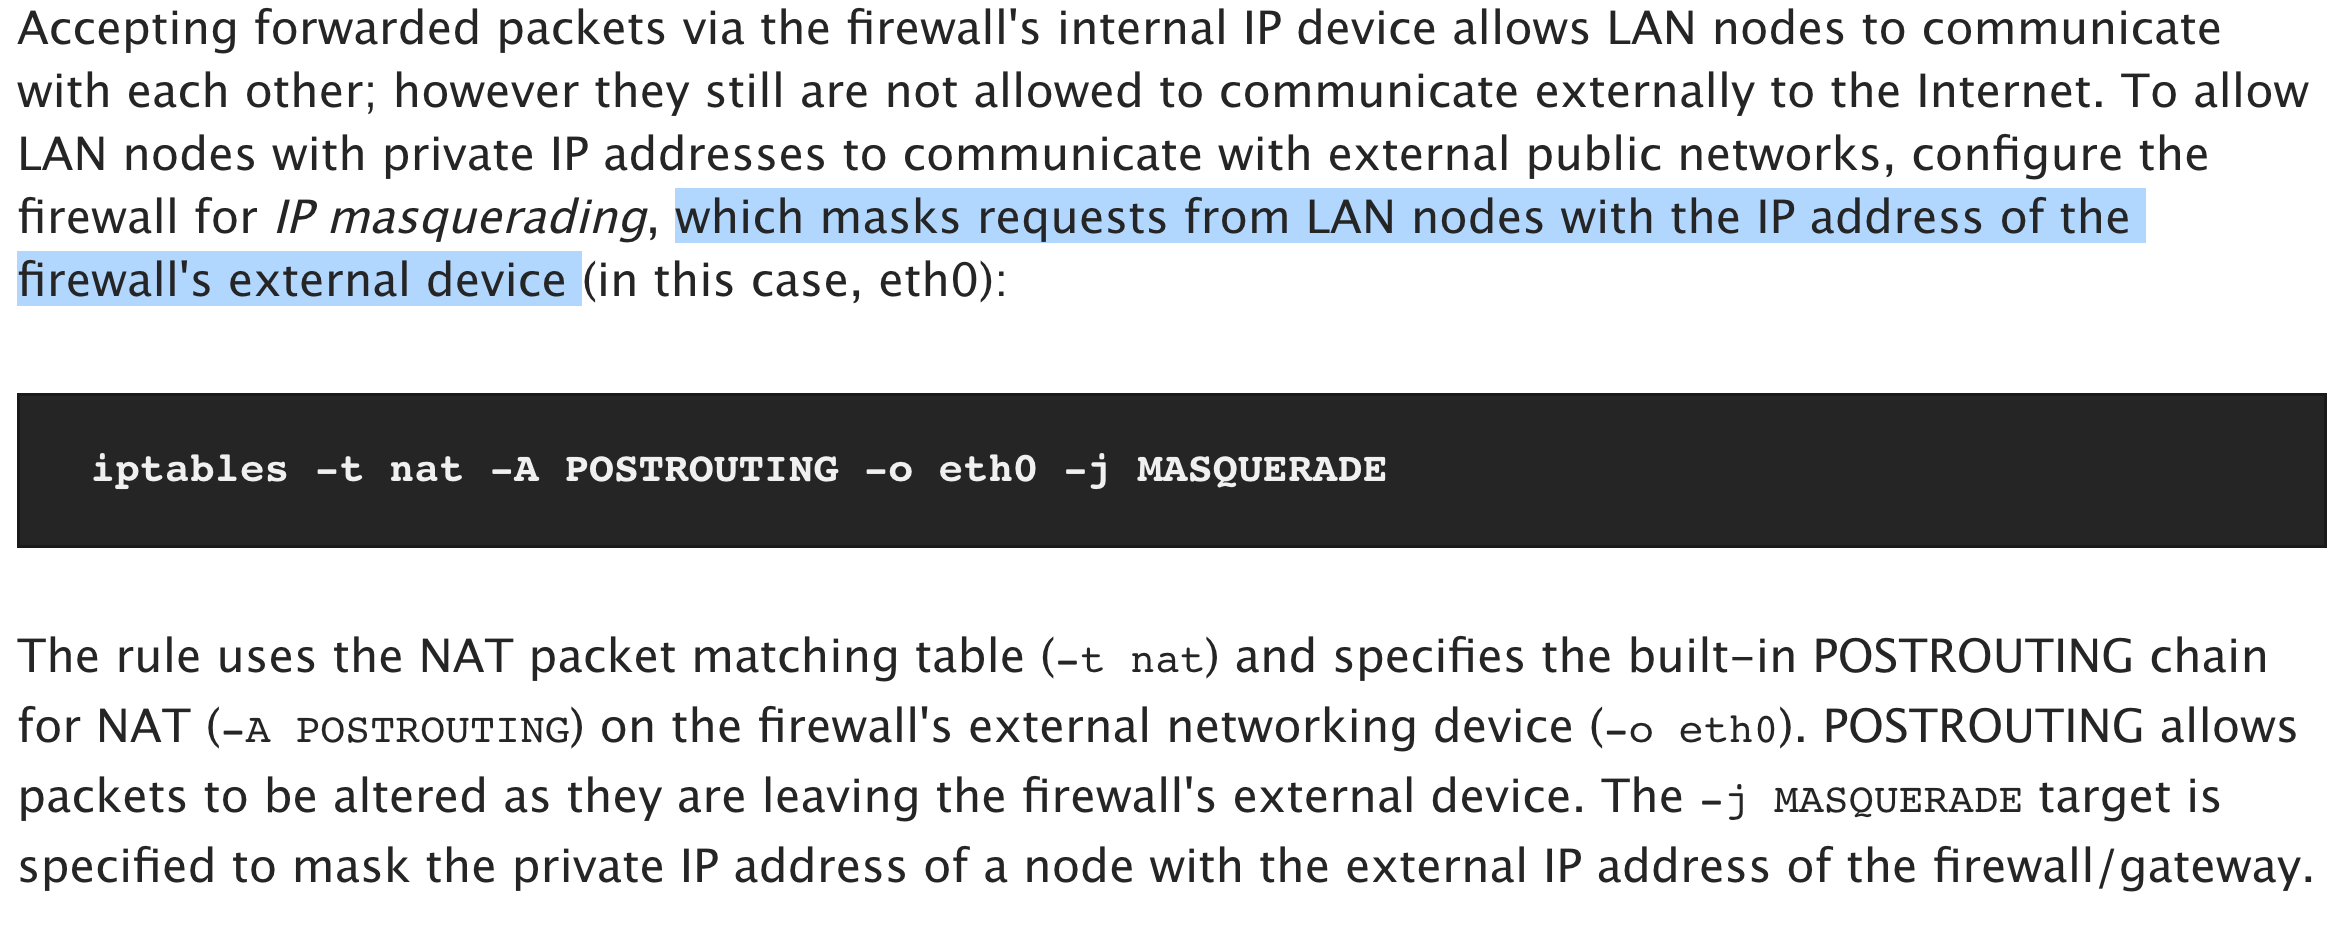 Accepting forwarded packets via the firewall's internal IP device allows LAN nodes to communicate
with each other; however they still are not allowed to communicate externally to the Internet. To allow
LAN nodes with private IP addresses to communicate with external public networks, configure the
firewall for IP masquerading, which masks requests from LAN nodes with the IP address of the
firewall's external device (in this case, eth0):
iptables -t nat -A POSTROUTING -o eth0 -j MASQUERADE
The rule uses the NAT packet matching table (-t nat) and specifies the built-in POSTROUTING chain
for NAT (-A POSTROUTING) on the firewall's external networking device (-o eth0). POSTROUTING allows
packets to be altered as they are leaving the firewall's external device. The -j MASQUERADE target is
specified to mask the private IP address of a node with the external IP address of the firewall/gateway.